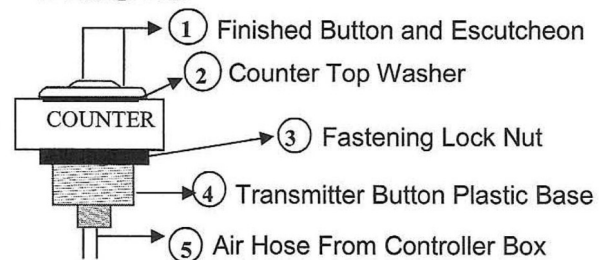 1 Finished Button and Escutcheon
2 Counter Top Washer
COUNTER
3 Fastening Lock Nut
4 Transmitter Button Plastic Base
5 Air Hose From Controller Box